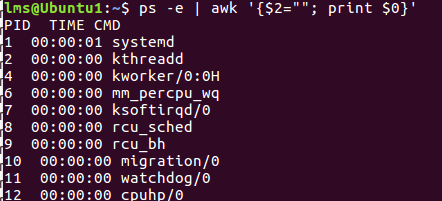 lms@Ubuntu1:~$ ps -e | awk '{$2=""; print $0}'
PID  TIME CMD
1  00:00:01 systemd
2  00:00:00 kthreadd
4  00:00:00 kworker/0:0H
6  00:00:00 mm_percpu_wq
7  00:00:00 ksoftirqd/0
8  00:00:00 rcu_sched
9  00:00:00 rcu_bh
10  00:00:00 migration/0
11  00:00:00 watchdog/0
12  00:00:00 cpuhp/0